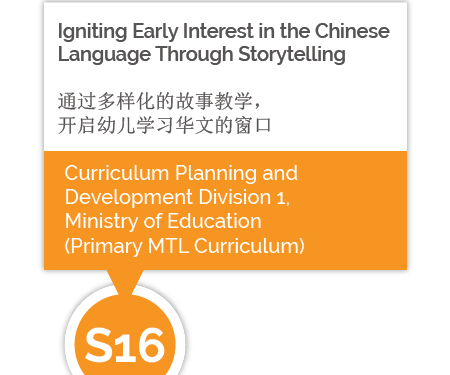 Igniting Early Interest in the Chinese
Language Through Storytelling
通过多样化的故事教学，
开启幼儿学习华文的窗口
Curriculum Planning and
Development Division 1,
Ministry of Education
(Primary MTL Curriculum)
S16